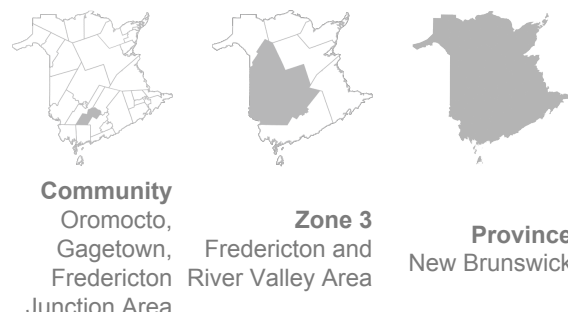 Community
Oromocto,
Gagetown,
Fredericton
Junction Area
Zone 3
Fredericton and
River Valley Area
Province
New Brunswick